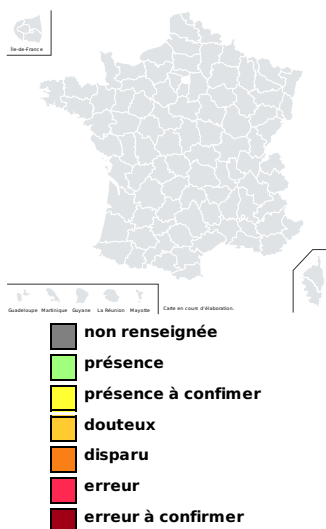 Île-de-France
Guadeloupe Martinique Guyane La Réunion Mayotte
Carte en cours d'élaboration.
non renseignée
présence
présence à confimer
douteux
disparu
erreur
erreur à confirmer